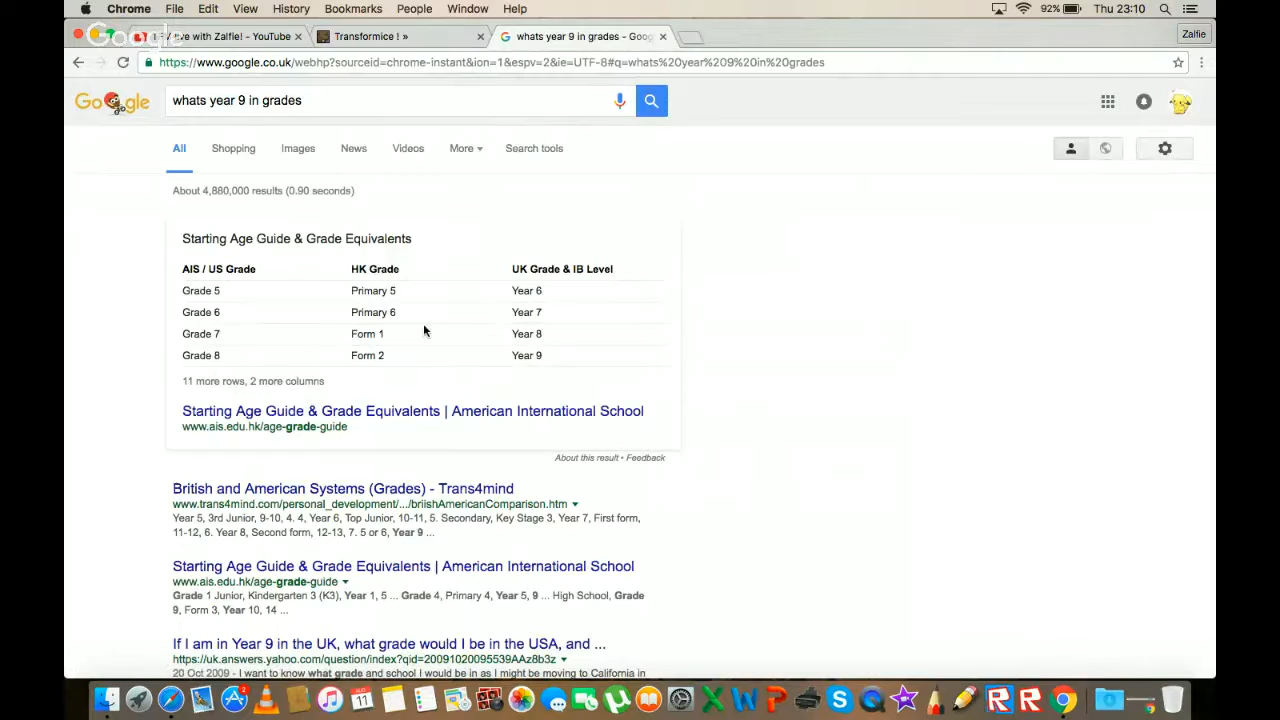 Chrome File Edit View History Bookmarks People Window Help 92% Thu 23:10
Google
Live with Zalfie! - YouTube Transformice ! » whats year 9 in grades - Goo Zalfie
https://www.google.co.uk/webhp?sourceid=chrome-instant&ion=1&espv=2&ie=UTF-8#q=whats%20year%209%20in%20grades
Google whats year 9 in grades
All Shopping Images News Videos More Search tools
About 4,880,000 results (0.90 seconds)
Starting Age Guide & Grade Equivalents
AIS / US Grade HK Grade UK Grade & IB Level
Grade 5 Primary 5 Year 6
Grade 6 Primary 6 Year 7
Grade 7 Form 1 Year 8
Grade 8 Form 2 Year 9
11 more rows, 2 more columns
Starting Age Guide & Grade Equivalents | American International School
www.ais.edu.hk/age-grade-guide
About this result • Feedback
British and American Systems (Grades) - Trans4mind
www.trans4mind.com/personal_development/.../briishAmericanComparison.htm
Year 5, 3rd Junior, 9-10, 4. 4, Year 6, Top Junior, 10-11, 5. Secondary, Key Stage 3, Year 7, First form,
11-12, 6. Year 8, Second form, 12-13, 7. 5 or 6, Year 9 ...
Starting Age Guide & Grade Equivalents | American International School
www.ais.edu.hk/age-grade-guide
Grade 1 Junior, Kindergarten 3 (K3), Year 1, 5 ... Grade 4, Primary 4, Year 5, 9 ... High School, Grade
9, Form 3, Year 10, 14 ...
If I am in Year 9 in the UK, what grade would I be in the USA, and ...
https://uk.answers.yahoo.com/question/index?qid=20091020095539AAz8b3z
20 Oct 2009 - I want to know what grade and school I would be in as I might be moving to California in